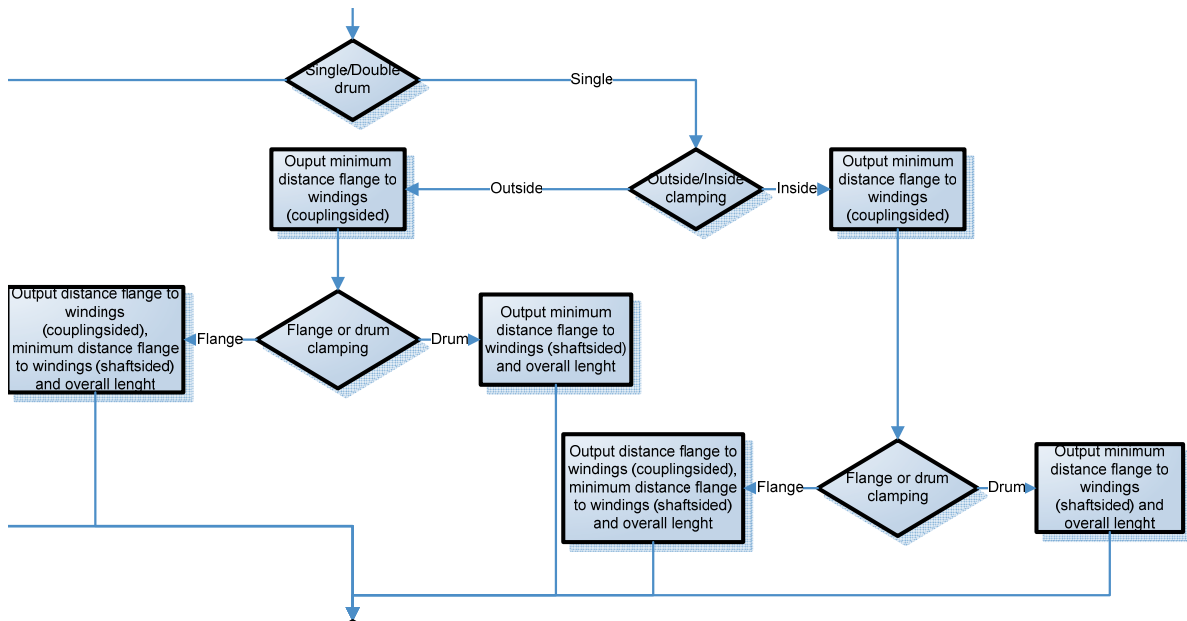 Single/Double
drum
Single
Ouput minimum
distance flange to
windings
(couplingsided)
Outside
Outside/Inside
clamping
Inside
Output minimum
distance flange to
windings
(couplingsided)
Output distance flange to
windings
(couplingsided),
minimum distance flange
to windings (shaftsided)
and overall lenght
Flange
Flange or drum
clamping
Drum
Output minimum
distance flange to
windings (shaftsided)
and overall lenght
Output distance flange to
windings (couplingsided),
minimum distance flange
to windings (shaftsided)
and overall lenght
Flange
Flange or drum
clamping
Drum
Output minimum
distance flange to
windings
(shaftsided) and
overall lenght